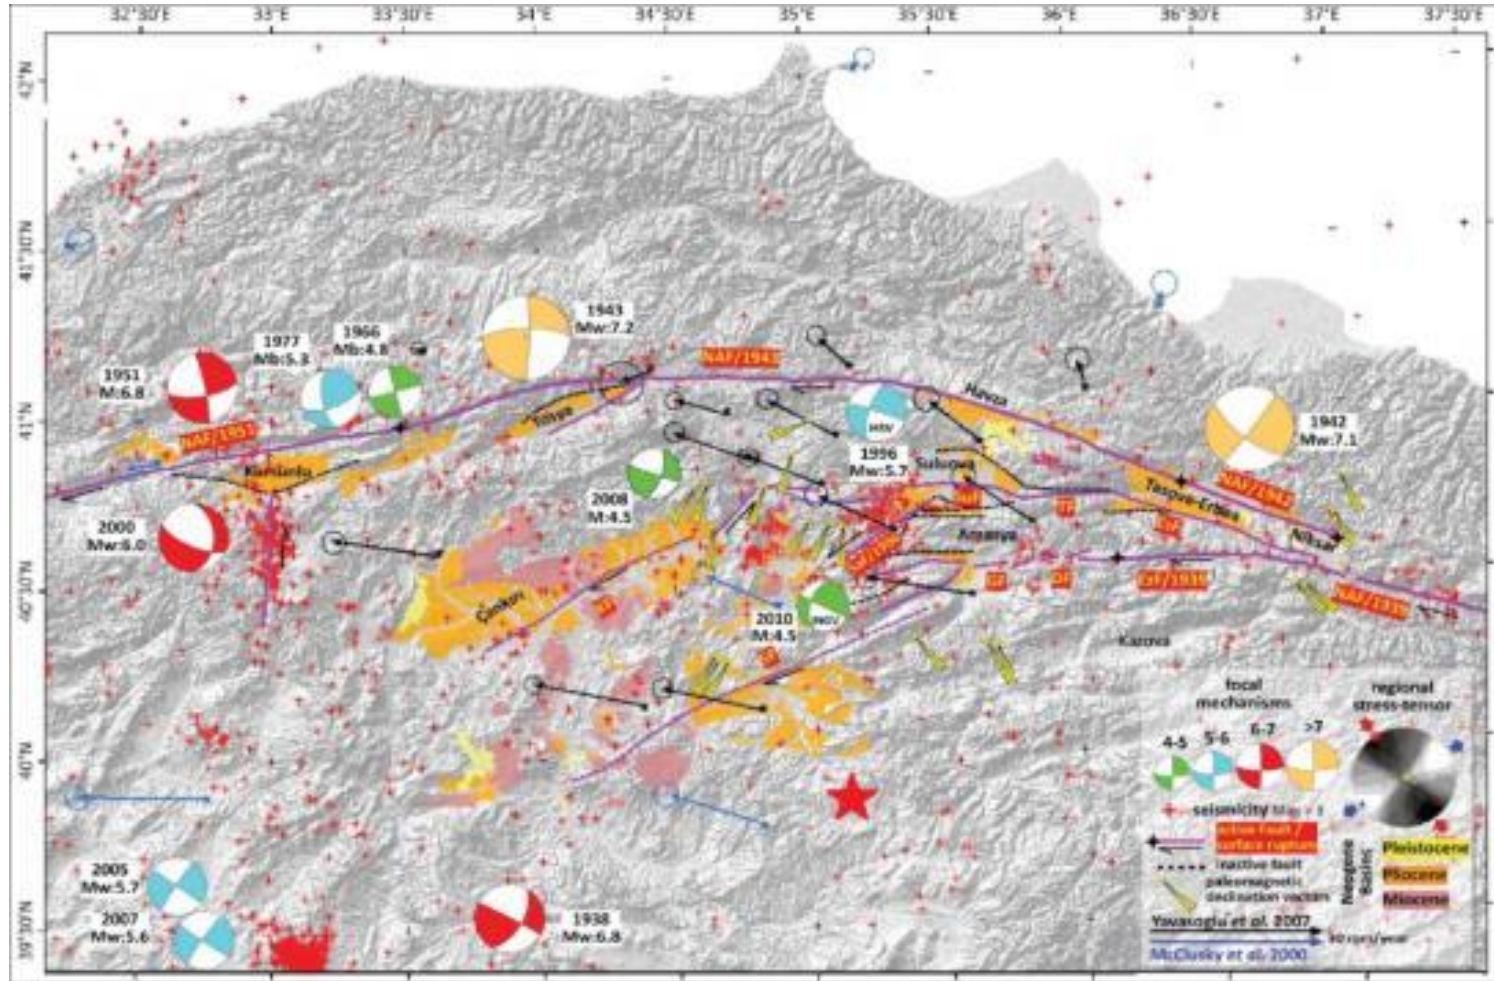 32°30'E 33°E 33°30'E 34°E 34°30'E 35°E 35°30'E 36°E 36°30'E 37°E 37°30'E
42°N
41°30'N
41°N
40°30'N
40°N
39°30'N
1943
Mw:7.2
1966
Mb:4.8
1977
Mb:5.3
1951
M:6.8
NAF/1951
NAF/1943
Havza
Tosya
1942
Mw:7.1
1996
Mw:5.7
Suluova
NAF/1942
Taşova-Erbaa
Niksar
2008
M:4.5
2000
Mw:6.0
Amasya
Çankırı
GF
EzF/1939
NAF/1939
2010
M:4.5
Kazova
2005
Mw:5.7
2007
Mw:5.6
1938
Mw:6.8
focal
mechanisms
4-5 5-6 6-7 >7
regional
stress-tensor
seismicity
active fault /
surface rupture
inactive fault
paleomagnetic
declination vectors
Neogene
Basins
Pleistocene
Pliocene
Miocene
Yavasoglu et al. 2007
McClusky et al. 2000